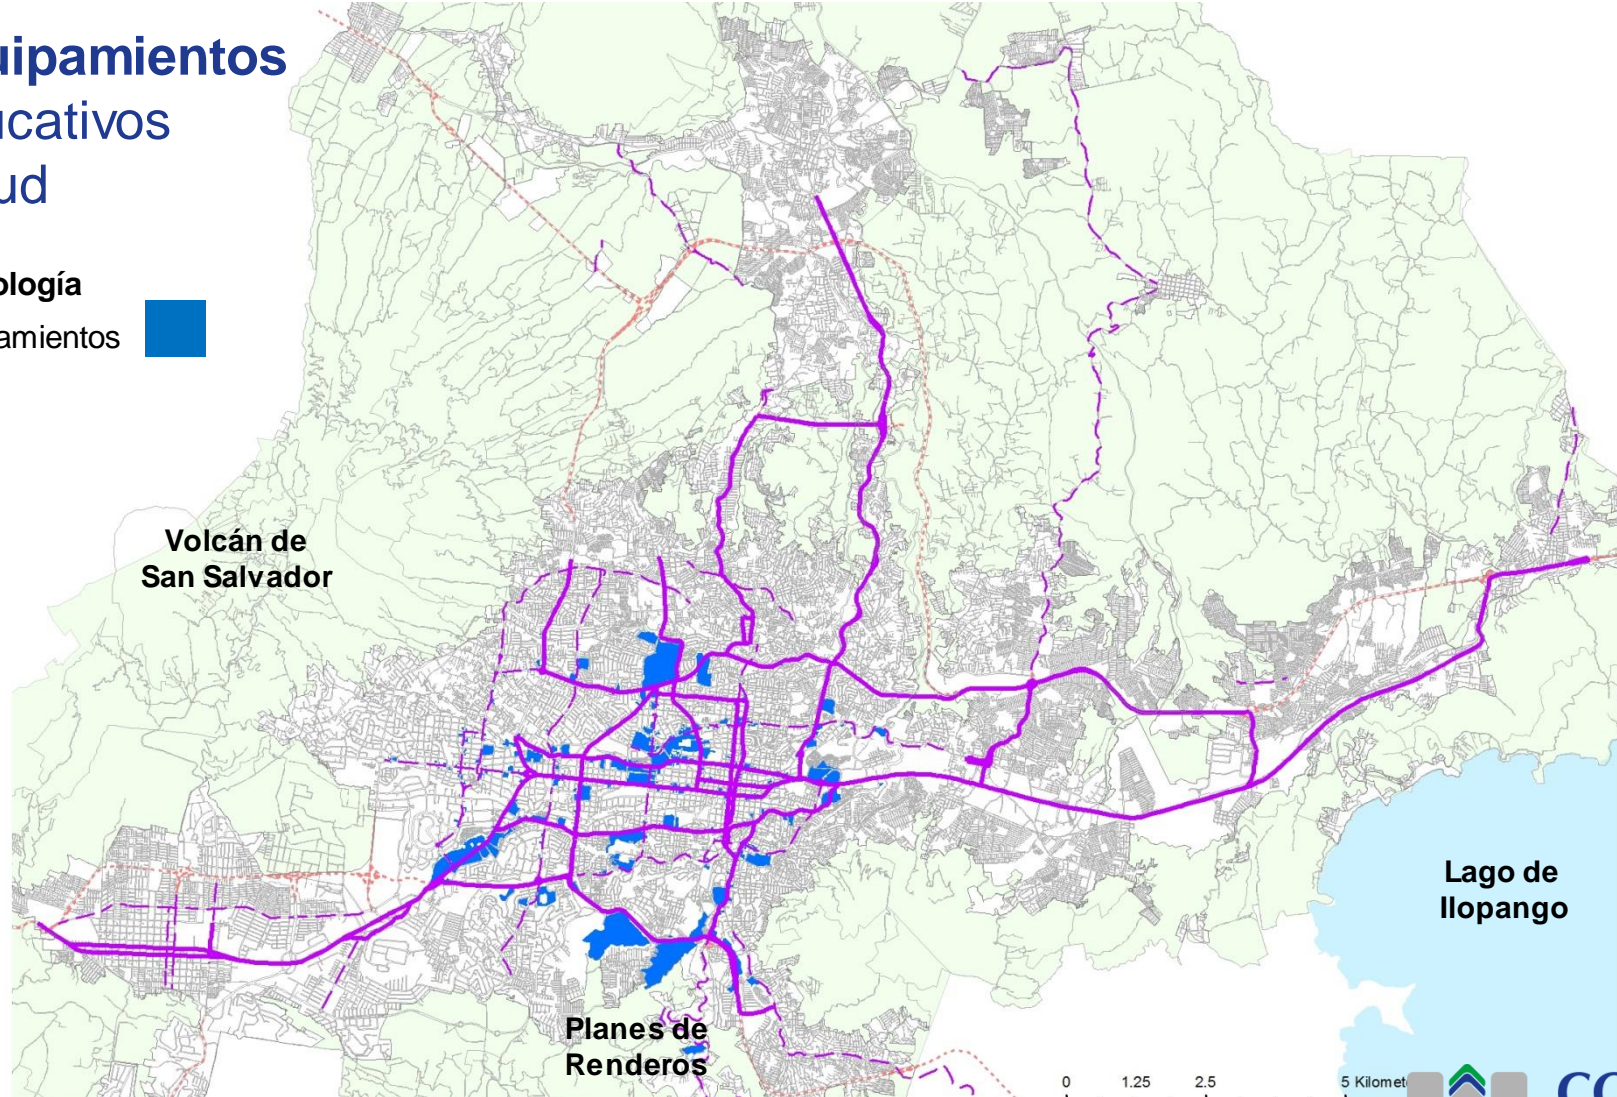 uipamientos
ucativos
ud
ología
amientos
Volcán de
San Salvador
Lago de
Ilopango
Planes de
Renderos
0 1.25 2.5 5 Kilomet
CO